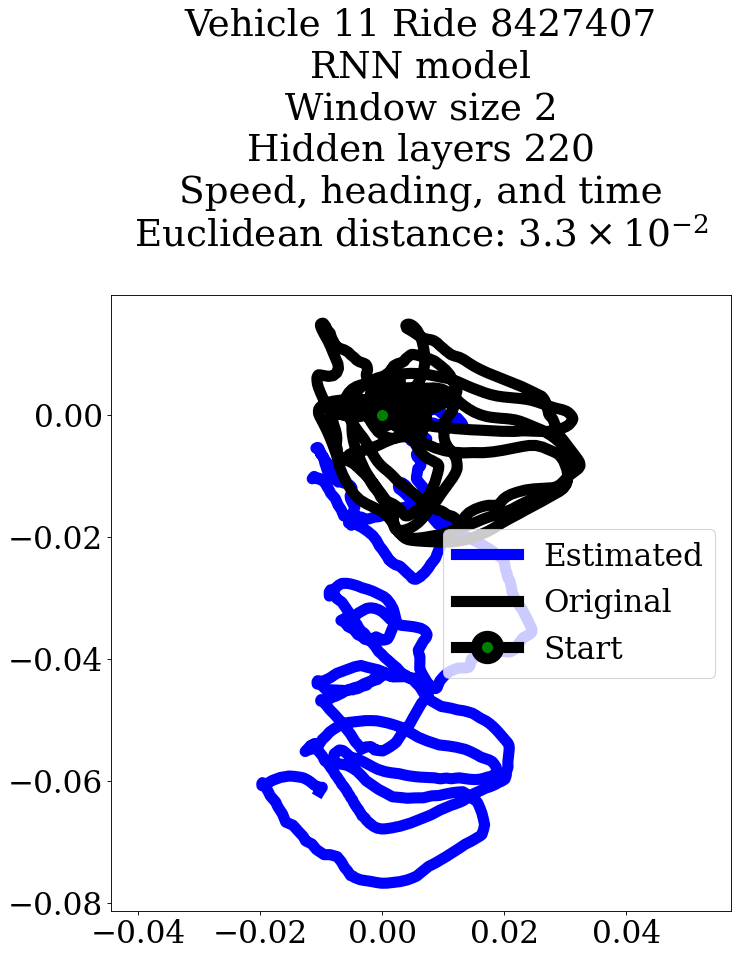 Vehicle 11 Ride 8427407
RNN model
Window size 2
Hidden layers 220
Speed, heading, and time
Euclidean distance: 3.3 × 10⁻²
0.00
−0.02
−0.04
−0.06
−0.08
Estimated
Original
Start
−0.04 −0.02 0.00 0.02 0.04